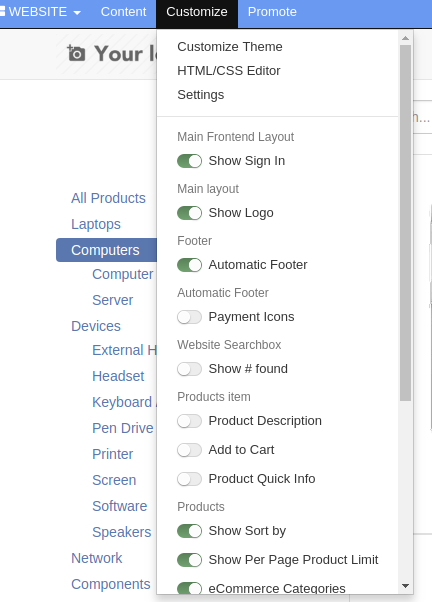 WEBSITE Content Customize Promote
Your lo
Customize Theme
HTML/CSS Editor
Settings
Main Frontend Layout
Show Sign In
Main layout
Show Logo
Footer
Automatic Footer
Automatic Footer
Payment Icons
Website Searchbox
Show # found
Products item
Product Description
Add to Cart
Product Quick Info
Products
Show Sort by
Show Per Page Product Limit
eCommerce Categories
n...
All Products
Laptops
Computers
Computer
Server
Devices
External H
Headset
Keyboard
Pen Drive
Printer
Screen
Software
Speakers
Network
Components